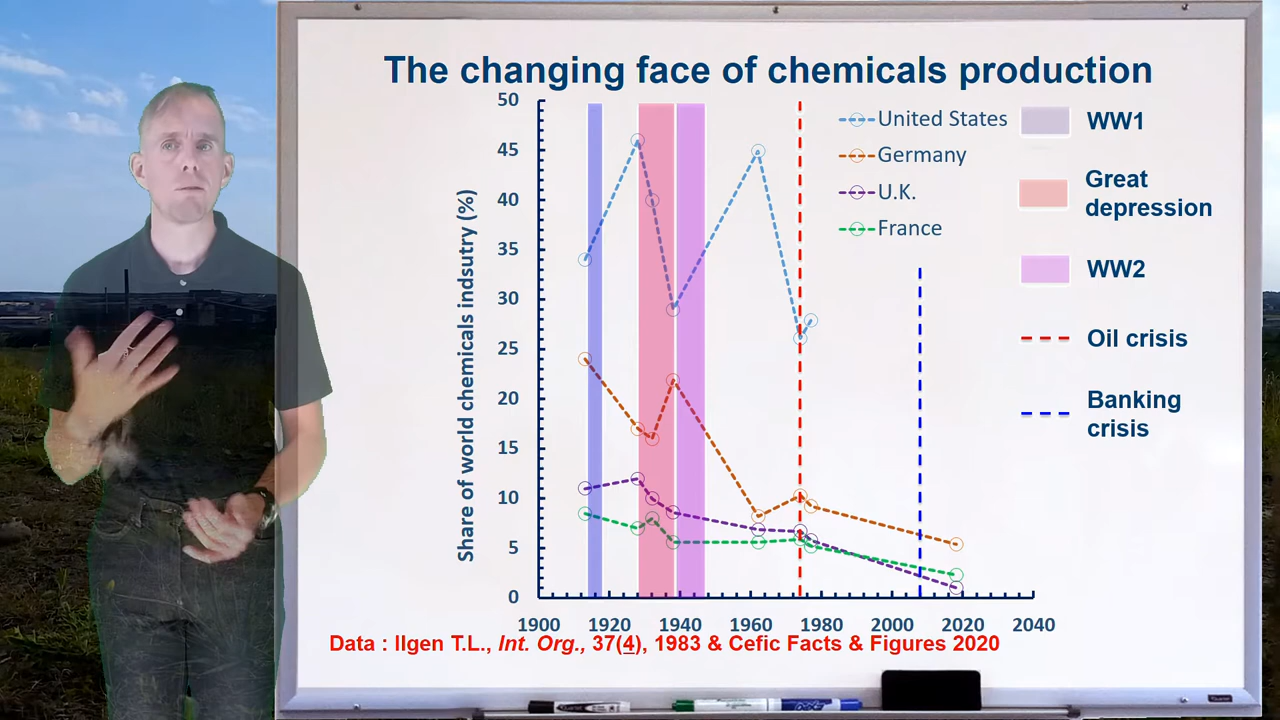 The changing face of chemicals production
50
45
40
35
30
25
20
15
10
5
0
Share of world chemicals indsutry (%)
1900 1920 1940 1960 1980 2000 2020 2040
United States
Germany
U.K.
France
WW1
Great
depression
WW2
Oil crisis
Banking
crisis
Data : Ilgen T.L., Int. Org., 37(4), 1983 & Cefic Facts & Figures 2020